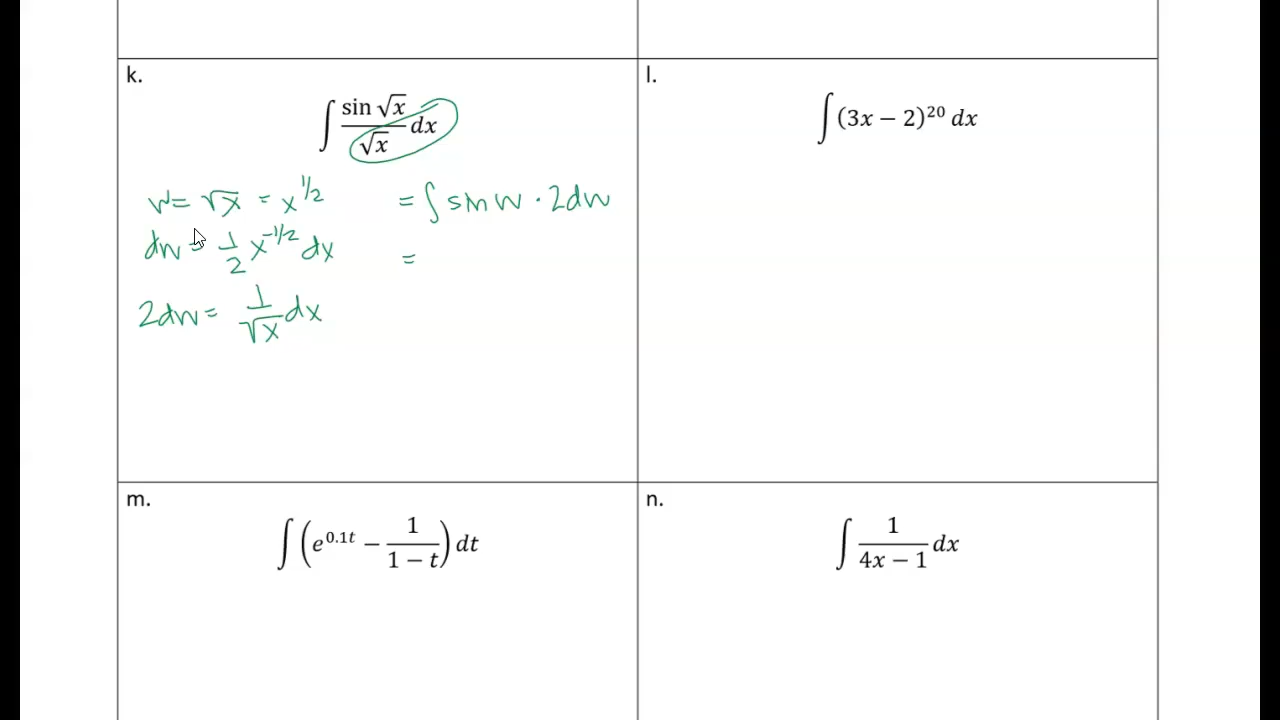 k.
∫ sin √x / √x dx
w = √x = x^1/2
= ∫ sin w · 2dw
dw = 1/2 x^-1/2 dx
=
2dw = 1/√x dx
l.
∫ (3x − 2)^20 dx
m.
∫ (e^0.1t − 1/(1 − t)) dt
n.
∫ 1/(4x − 1) dx